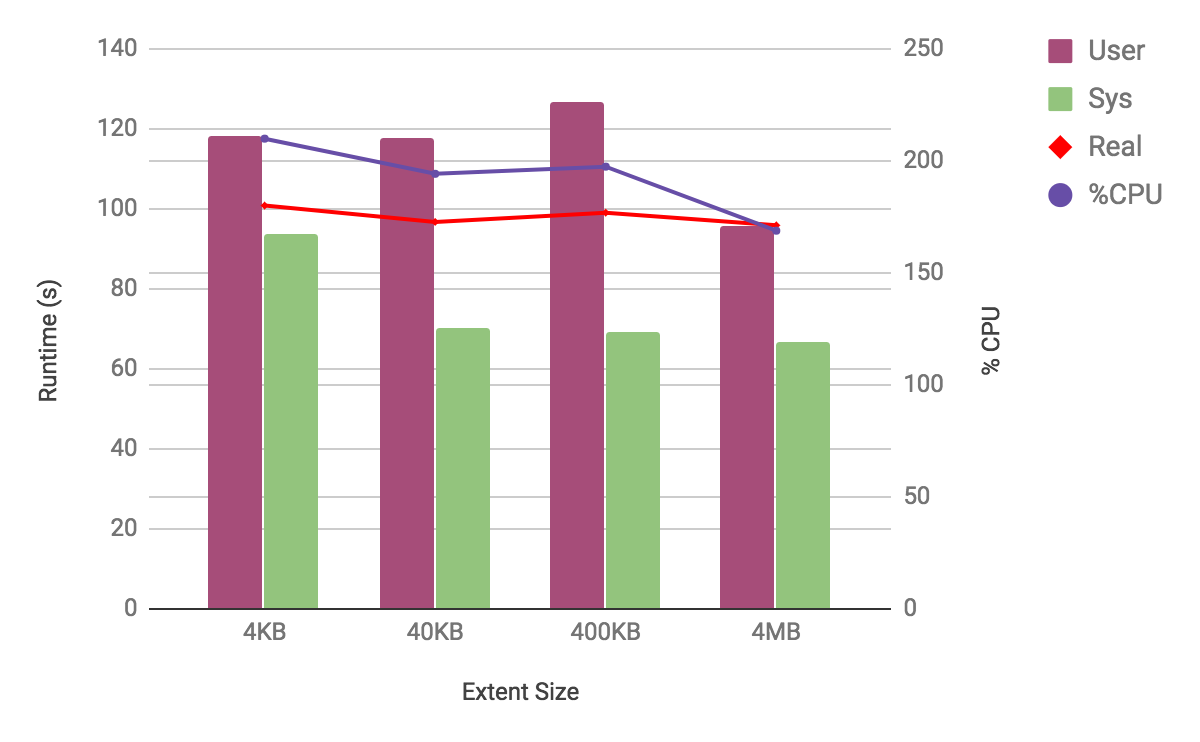 140
120
100
80
60
40
20
0
Runtime (s)
250
200
150
100
50
0
% CPU
4KB
40KB
400KB
4MB
Extent Size
User
Sys
Real
%CPU